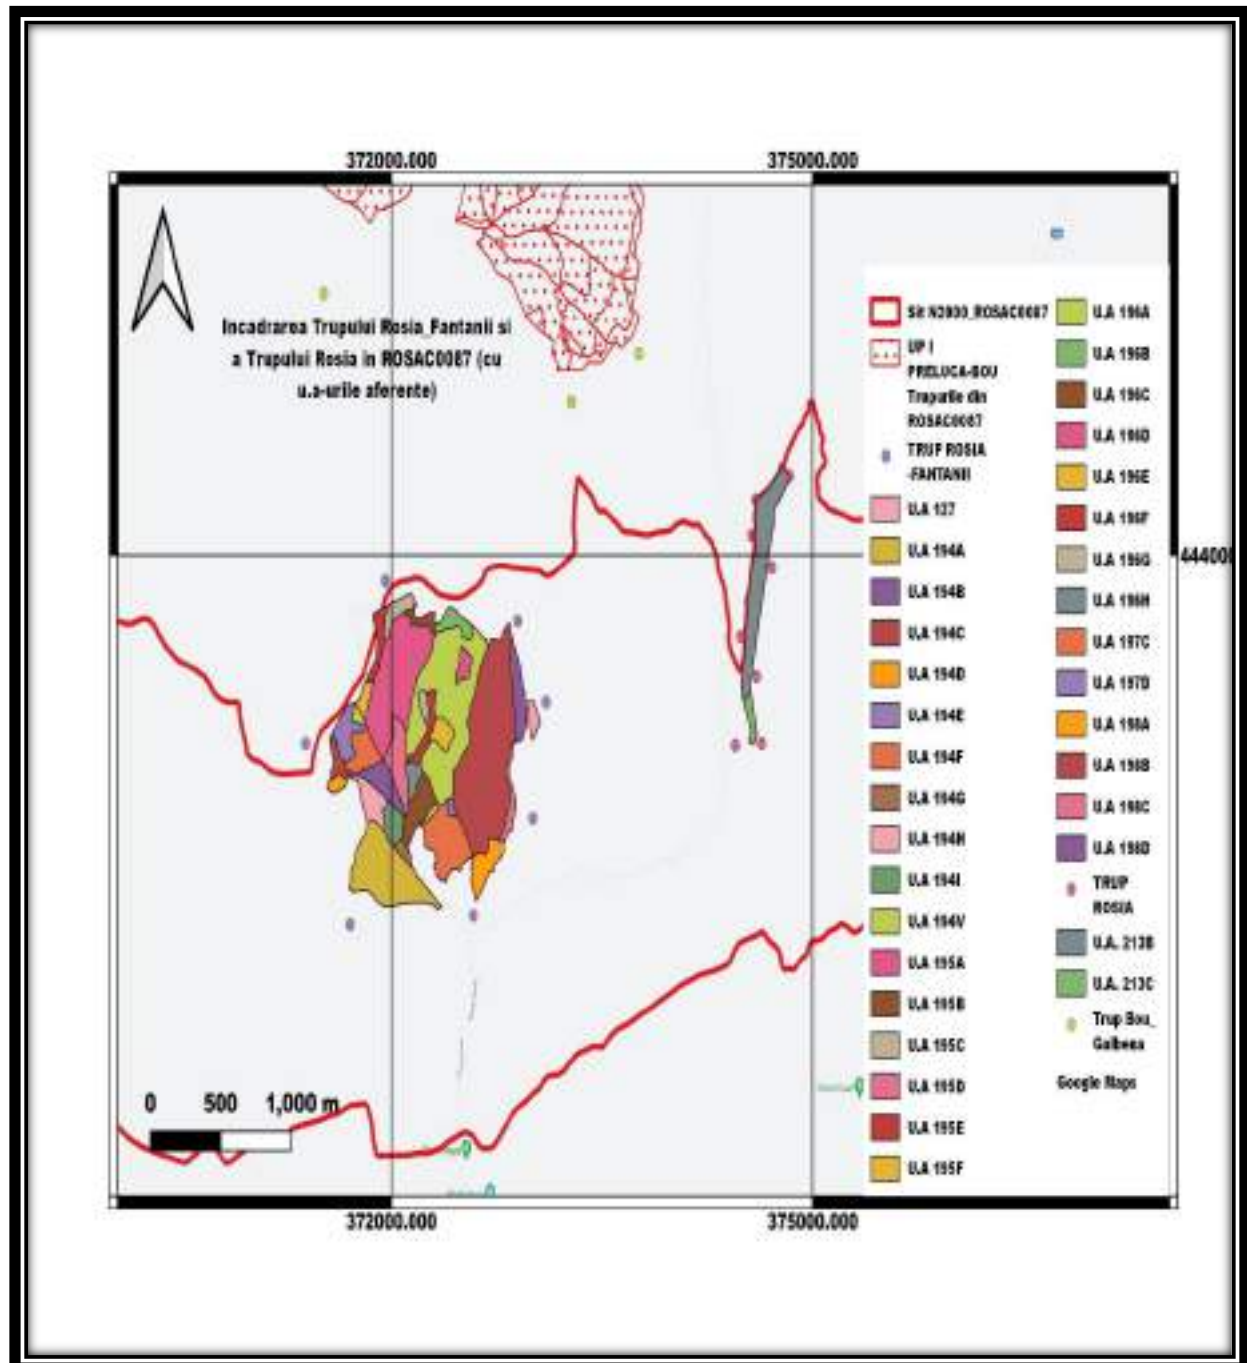 372000.000 375000.000
Incadrarea Trupului Rosia_Fantanii si
a Trupului Rosia in ROSAC0087 (cu
u.a-urile aferente)
44400
0 500 1,000 m
Sit N2000_ROSAC0087
UP I
PRELUCA-BOU
Trupurile din
ROSAC0087
TRUP ROSIA
-FANTANII
U.A 137
U.A 194A
U.A 194B
U.A 194C
U.A 194D
U.A 194E
U.A 194F
U.A 194G
U.A 194H
U.A 194I
U.A 194V
U.A 195A
U.A 195B
U.A 195C
U.A 195D
U.A 195E
U.A 195F
U.A 196A
U.A 196B
U.A 196C
U.A 196D
U.A 196E
U.A 196F
U.A 196G
U.A 196H
U.A 197C
U.A 197D
U.A 198A
U.A 198B
U.A 198C
U.A 198D
TRUP
ROSIA
U.A. 213B
U.A. 213C
Trup Bou_
Galbena
Google Maps
372000.000 375000.000